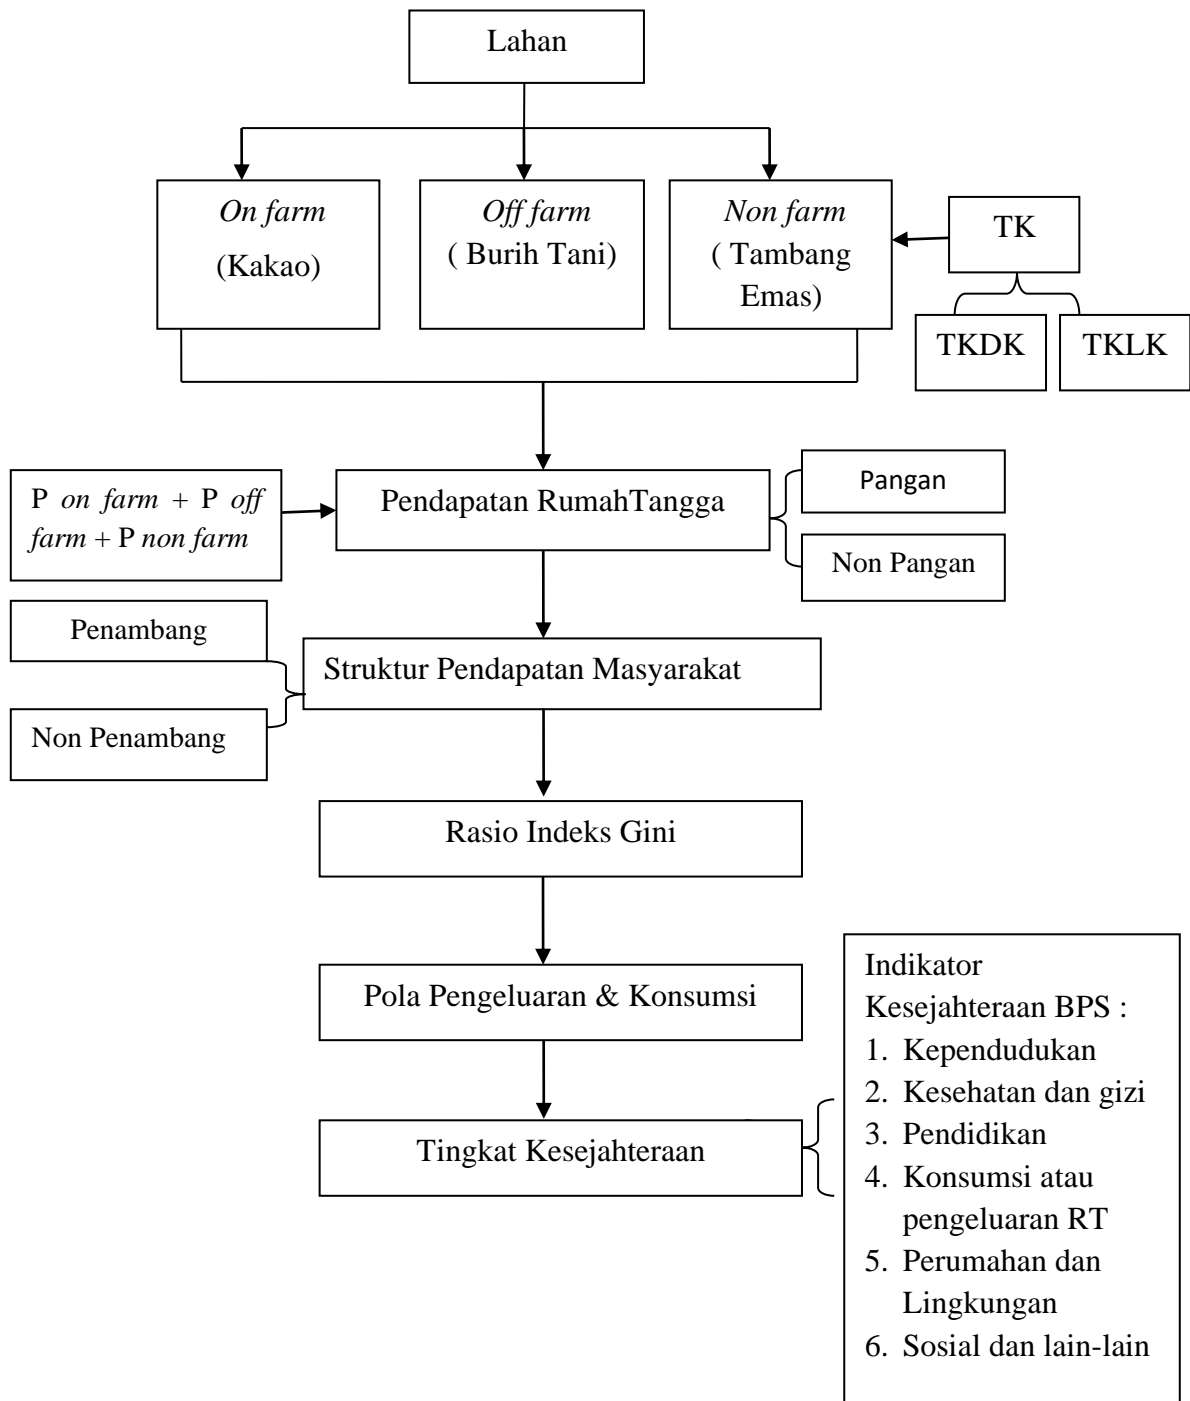 Lahan
On farm
(Kakao)
Off farm
( Burih Tani)
Non farm
( Tambang
Emas)
TK
TKDK
TKLK
P on farm + P off
farm + P non farm
Pendapatan RumahTangga
Pangan
Non Pangan
Penambang
Non Penambang
Struktur Pendapatan Masyarakat
Rasio Indeks Gini
Pola Pengeluaran & Konsumsi
Tingkat Kesejahteraan
Indikator
Kesejahteraan BPS :
1. Kependudukan
2. Kesehatan dan gizi
3. Pendidikan
4. Konsumsi atau
pengeluaran RT
5. Perumahan dan
Lingkungan
6. Sosial dan lain-lain